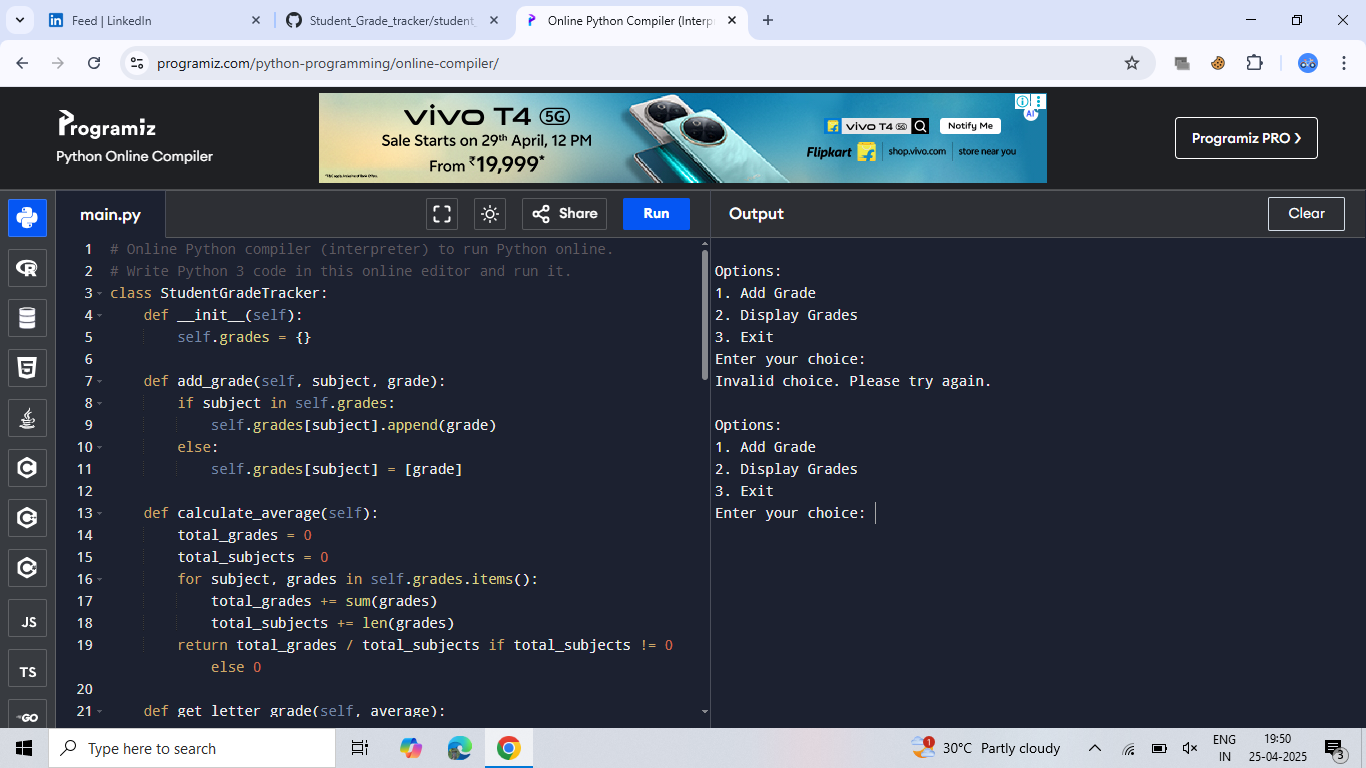 Feed | LinkedIn
Student_Grade_tracker/student_
Online Python Compiler (Interp
programiz.com/python-programming/online-compiler/
Programiz
Python Online Compiler
vivo T4 5G
Sale Starts on 29th April, 12 PM
From ₹19,999*
vivo T4 5G
Notify Me
Flipkart
shop.vivo.com
store near you
AI
Programiz PRO ❯
main.py
Share
Run
Output
Clear
1 # Online Python compiler (interpreter) to run Python online.
2 # Write Python 3 code in this online editor and run it.
3 class StudentGradeTracker:
4 def __init__(self):
5 self.grades = {}
6
7 def add_grade(self, subject, grade):
8 if subject in self.grades:
9 self.grades[subject].append(grade)
10 else:
11 self.grades[subject] = [grade]
12
13 def calculate_average(self):
14 total_grades = 0
15 total_subjects = 0
16 for subject, grades in self.grades.items():
17 total_grades += sum(grades)
18 total_subjects += len(grades)
19 return total_grades / total_subjects if total_subjects != 0
else 0
20
21 def get_letter_grade(self, average):
Options:
1. Add Grade
2. Display Grades
3. Exit
Enter your choice:
Invalid choice. Please try again.
Options:
1. Add Grade
2. Display Grades
3. Exit
Enter your choice:
JS
TS
GO
Type here to search
1
30°C Partly cloudy
ENG
IN
19:50
25-04-2025
3